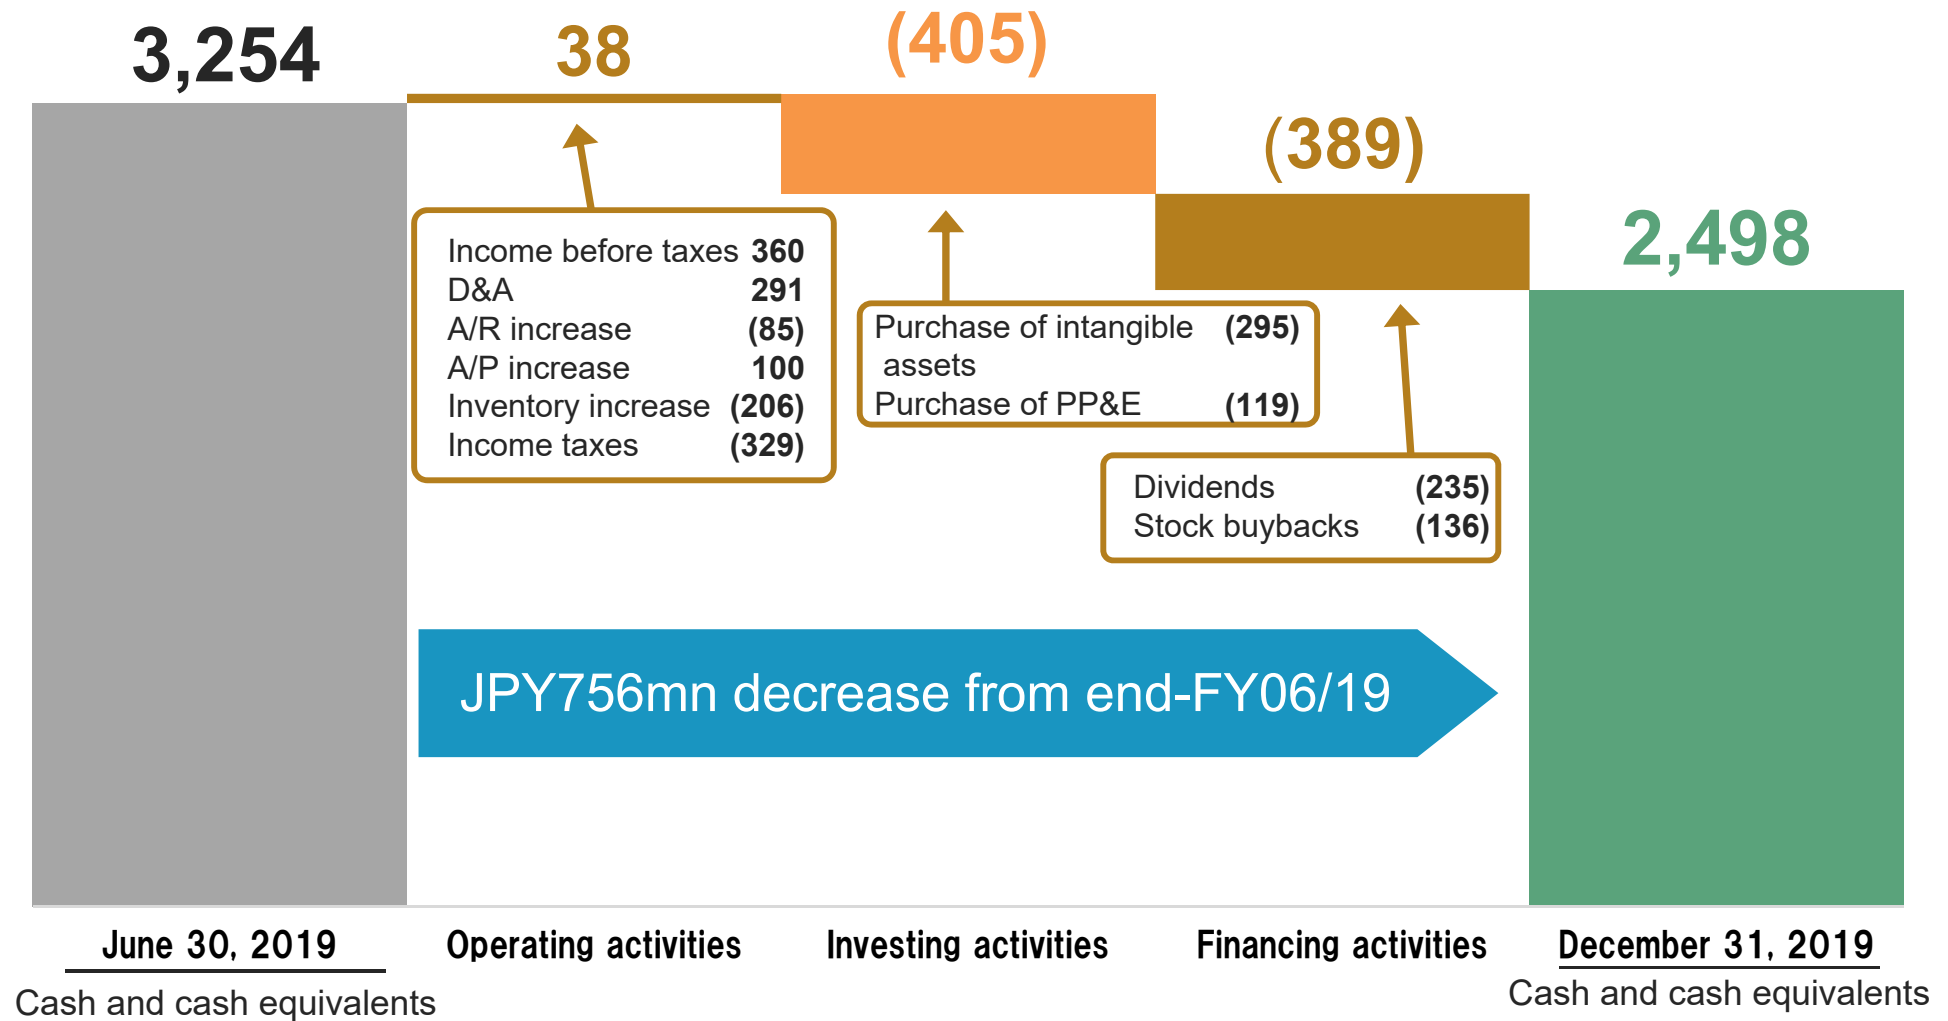 3,254
38
(405)
(389)
2,498
Income before taxes 360
D&A 291
A/R increase (85)
A/P increase 100
Inventory increase (206)
Income taxes (329)
Purchase of intangible (295)
assets
Purchase of PP&E (119)
Dividends (235)
Stock buybacks (136)
JPY756mn decrease from end-FY06/19
June 30, 2019
Operating activities
Investing activities
Financing activities
December 31, 2019
Cash and cash equivalents
Cash and cash equivalents